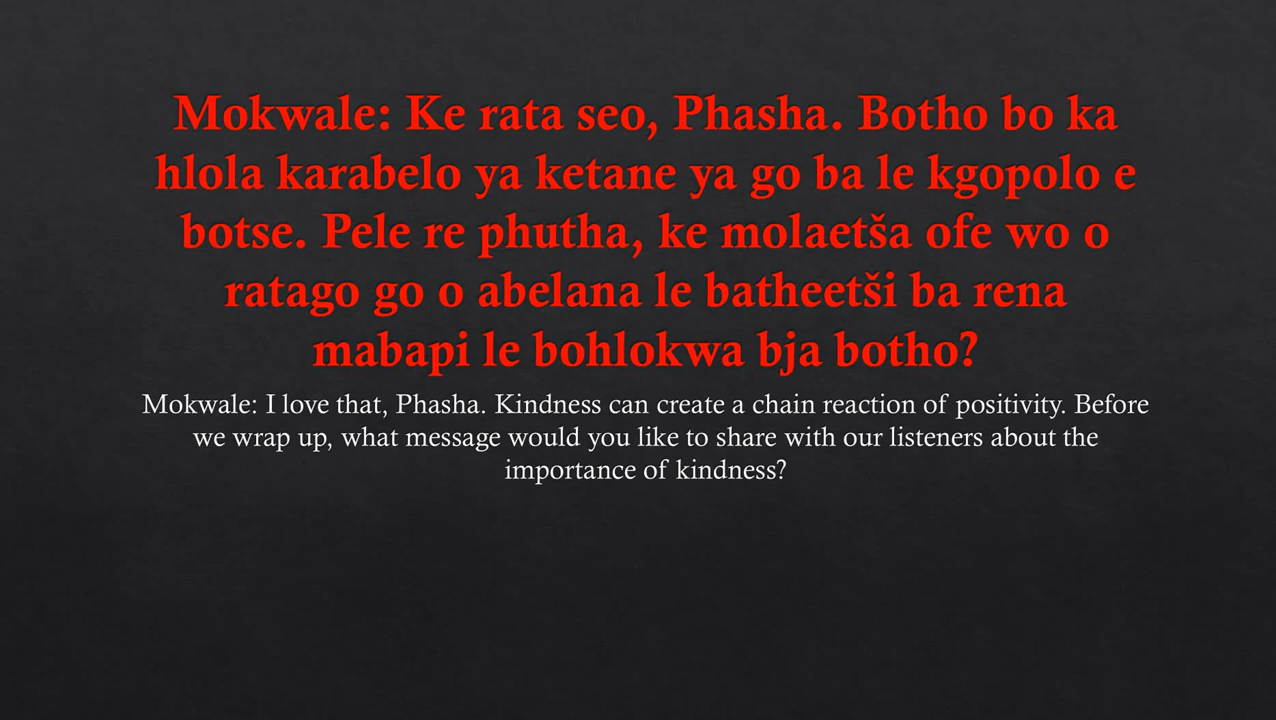 Mokwale: Ke rata seo, Phasha. Botho bo ka
hlola karabelo ya ketane ya go ba le kgopolo e
botse. Pele re phutha, ke molaetša ofe wo o
ratago go o abelana le batheetši ba rena
mabapi le bohlokwa bja botho?
Mokwale: I love that, Phasha. Kindness can create a chain reaction of positivity. Before
we wrap up, what message would you like to share with our listeners about the
importance of kindness?